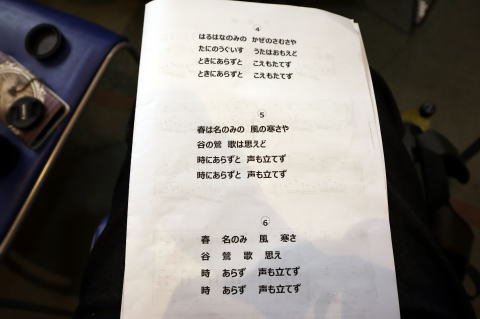 4
はるはなのみの かぜのさむさや
たにのうぐいす うたはおもえど
ときにあらずと こえもたてず
ときにあらずと こえもたてず
5
春は名のみの 風の寒さや
谷の鶯 歌は思えど
時にあらずと 声も立てず
時にあらずと 声も立てず
6
春 名のみ 風 寒さ
谷 鶯 歌 思え
時 あらず 声も立てず
時 あらず 声も立てず